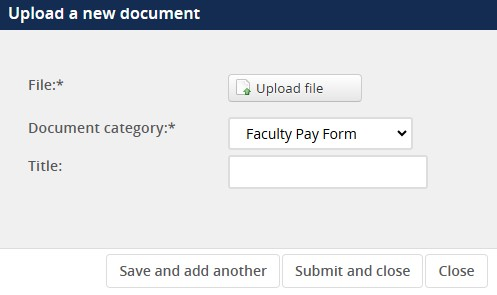 Upload a new document
File:*
Upload file
Document category:*
Faculty Pay Form
Title:
Save and add another
Submit and close
Close